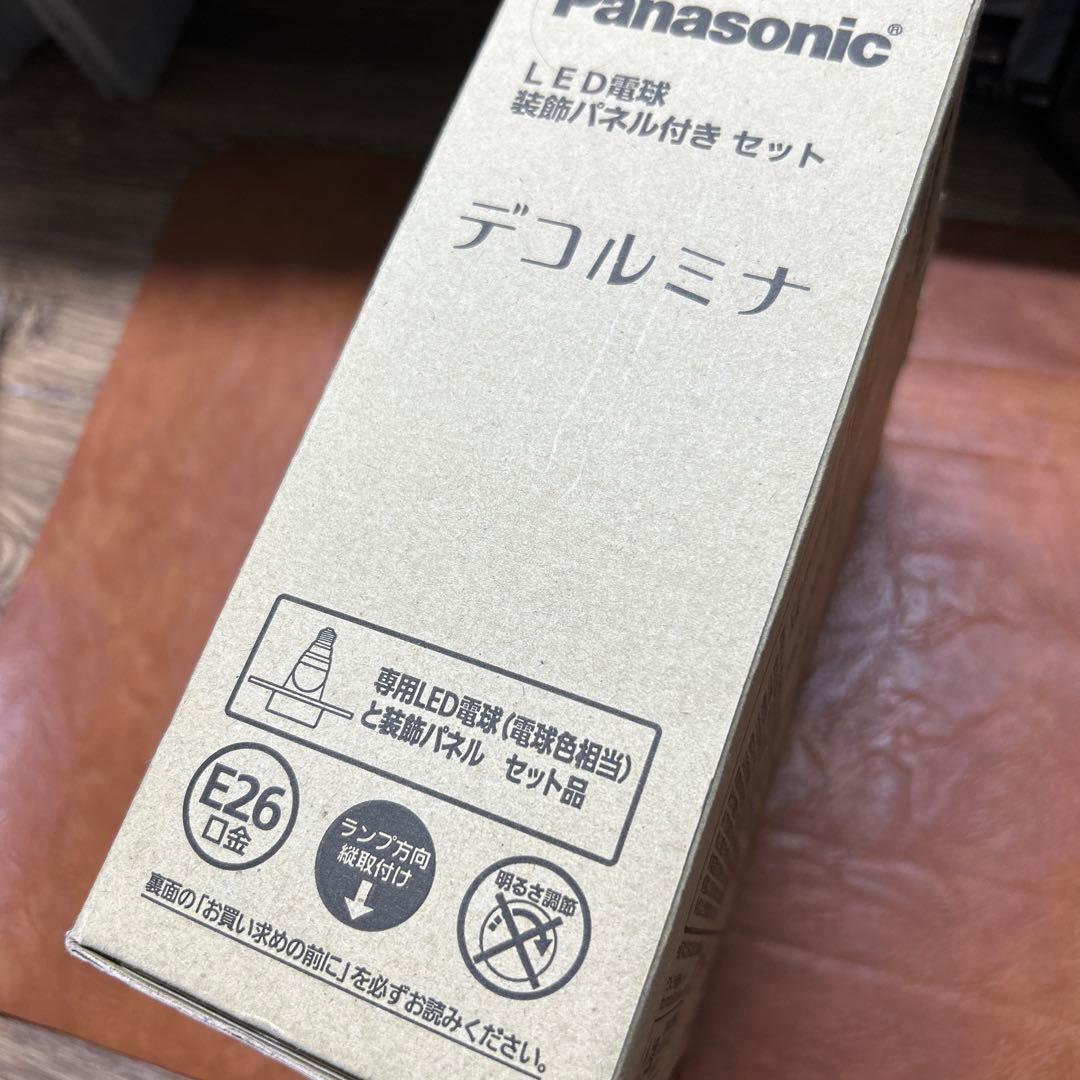 Panasonic®
LED電球
装飾パネル付き セット
デコルミナ
専用LED電球(電球色相当)
と装飾パネル セット品
E26
口金
ランプ方向
縦取付け
明るさ調節
裏面の「お買い求めの前に」を必ずお読みください。